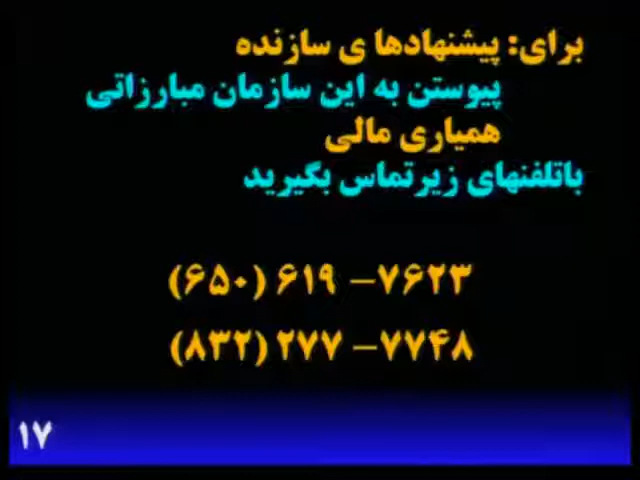 برای: پیشنهادها ی سازنده
پیوستن به این سازمان مبارزاتی
همیاری مالی
باتلفنهای زیرتماس بگیرید
(۶۵۰) ۶۱۹ –۷۶۲۳
(۸۳۲) ۲۷۷ –۷۷۴۸
۱۷